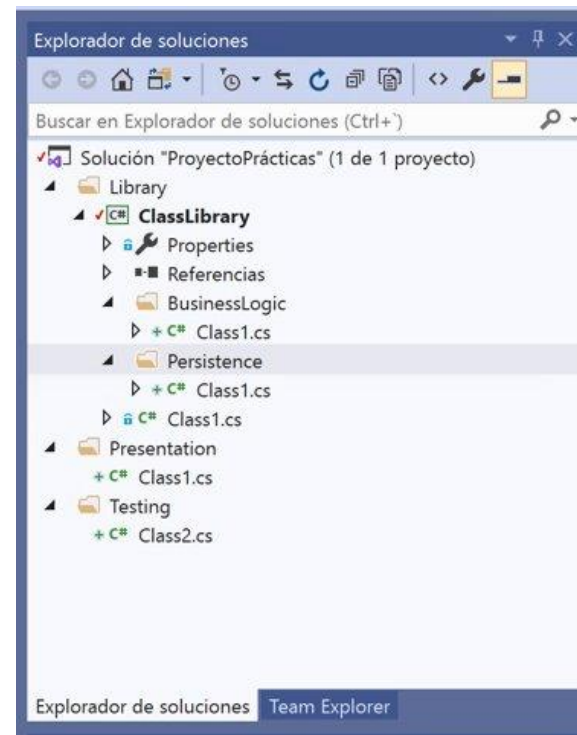 Explorador de soluciones
Buscar en Explorador de soluciones (Ctrl+`)
Solución "ProyectoPrácticas" (1 de 1 proyecto)
Library
C# ClassLibrary
Properties
Referencias
BusinessLogic
+ C# Class1.cs
Persistence
+ C# Class1.cs
C# Class1.cs
Presentation
+ C# Class1.cs
Testing
+ C# Class2.cs
Explorador de soluciones Team Explorer